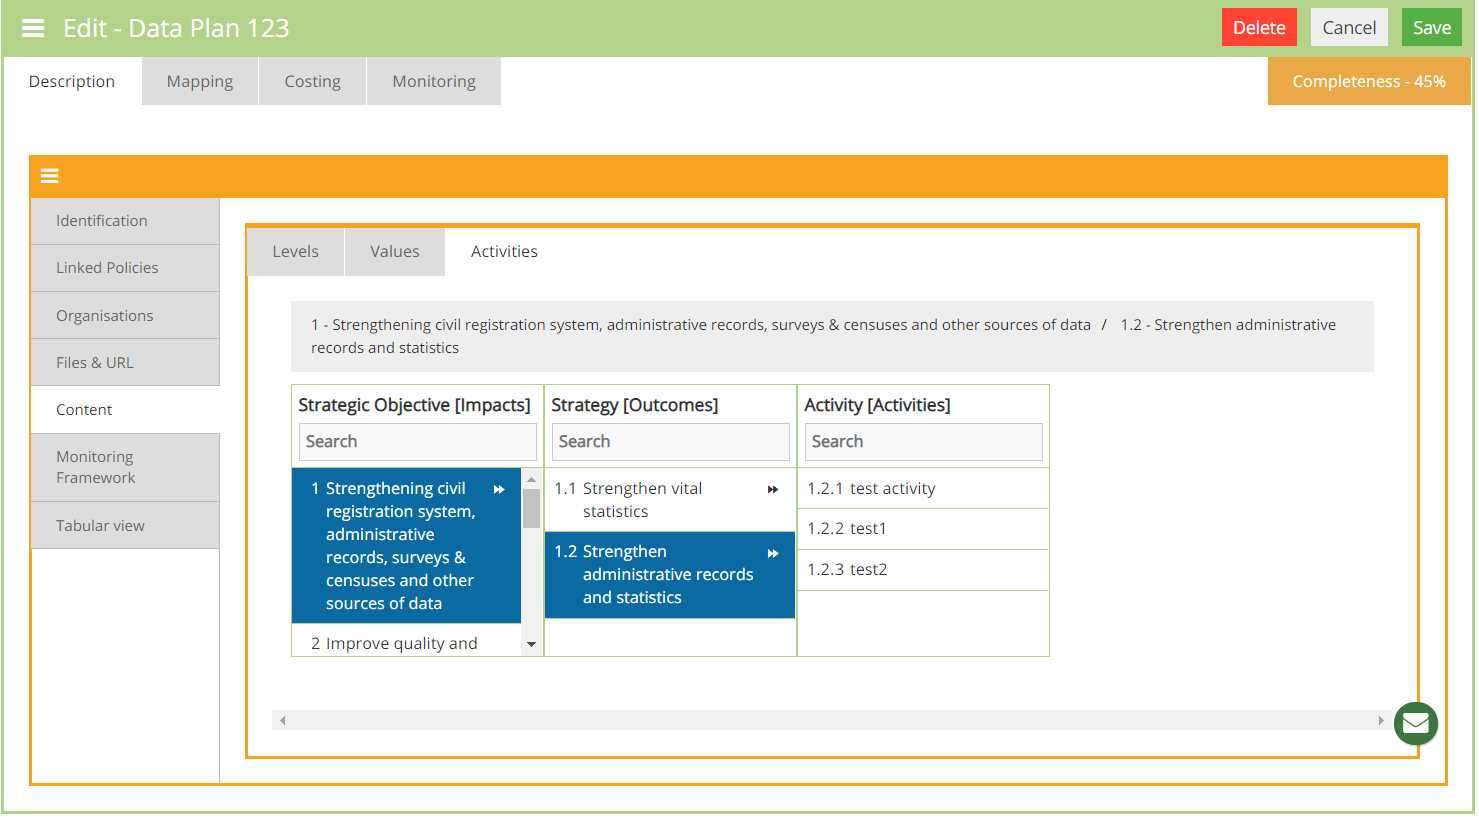 Edit - Data Plan 123
Delete
Cancel
Save
Description
Mapping
Costing
Monitoring
Completeness - 45%
Identification
Linked Policies
Organisations
Files & URL
Content
Monitoring
Framework
Tabular view
Levels
Values
Activities
1 - Strengthening civil registration system, administrative records, surveys & censuses and other sources of data / 1.2 - Strengthen administrative
records and statistics
Strategic Objective [Impacts]
Search
1 Strengthening civil
registration system,
administrative
records, surveys &
censuses and other
sources of data
2 Improve quality and
Strategy [Outcomes]
Search
1.1 Strengthen vital
statistics
1.2 Strengthen
administrative records
and statistics
Activity [Activities]
Search
1.2.1 test activity
1.2.2 test1
1.2.3 test2